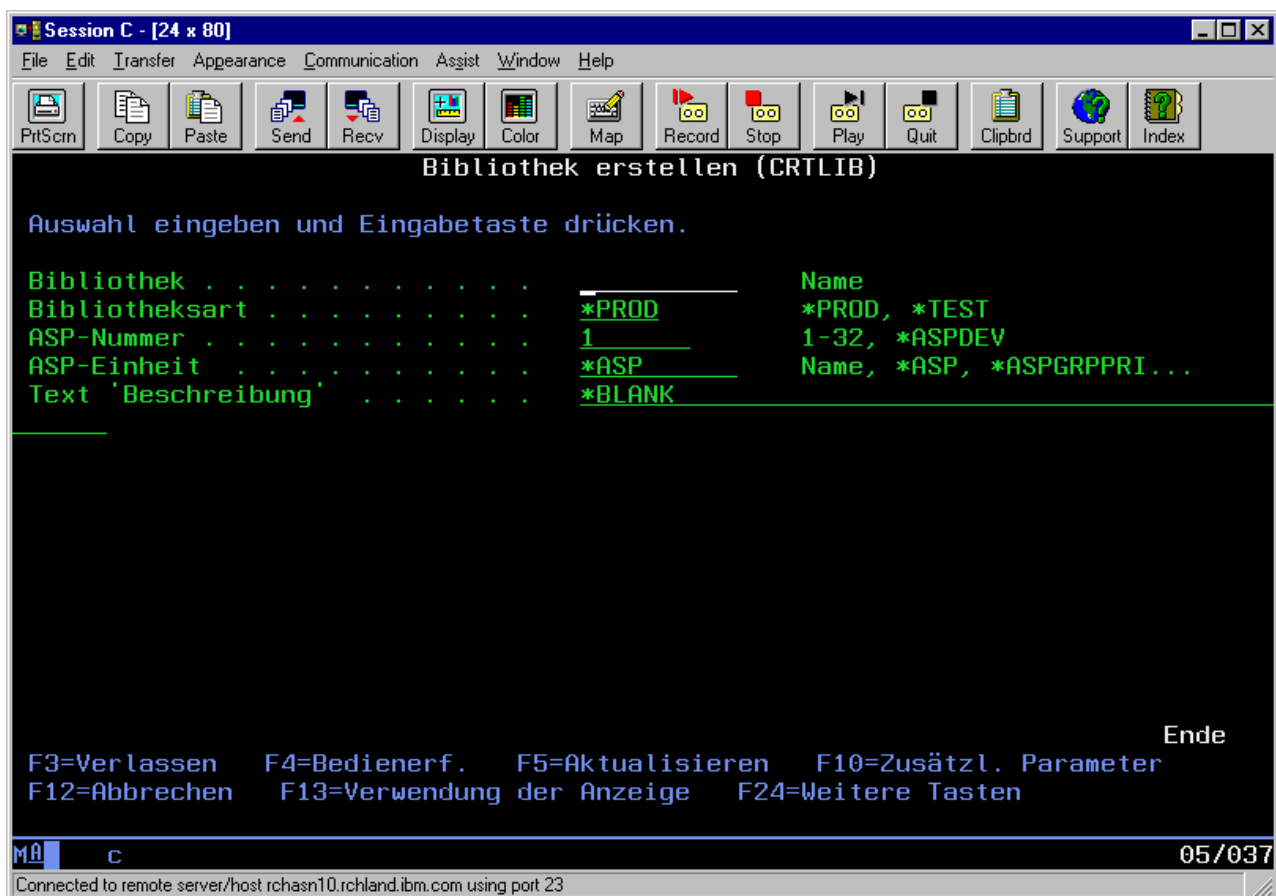 Session C - [24 x 80]
File Edit Transfer Appearance Communication Assist Window Help
PrtScrn Copy Paste Send Recv Display Color Map Record Stop Play Quit Clipbrd Support Index
Bibliothek erstellen (CRTLIB)
Auswahl eingeben und Eingabetaste drücken.
Bibliothek . . . . . . . . . . . Name
Bibliotheksart . . . . . . . . . *PROD *PROD, *TEST
ASP-Nummer . . . . . . . . . . . 1 1-32, *ASPDEV
ASP-Einheit . . . . . . . . . . *ASP Name, *ASP, *ASPGRPPRI...
Text 'Beschreibung' . . . . . . *BLANK
Ende
F3=Verlassen F4=Bedienerf. F5=Aktualisieren F10=Zusätzl. Parameter
F12=Abbrechen F13=Verwendung der Anzeige F24=Weitere Tasten
MA c 05/037
Connected to remote server/host rchasn10.rchland.ibm.com using port 23